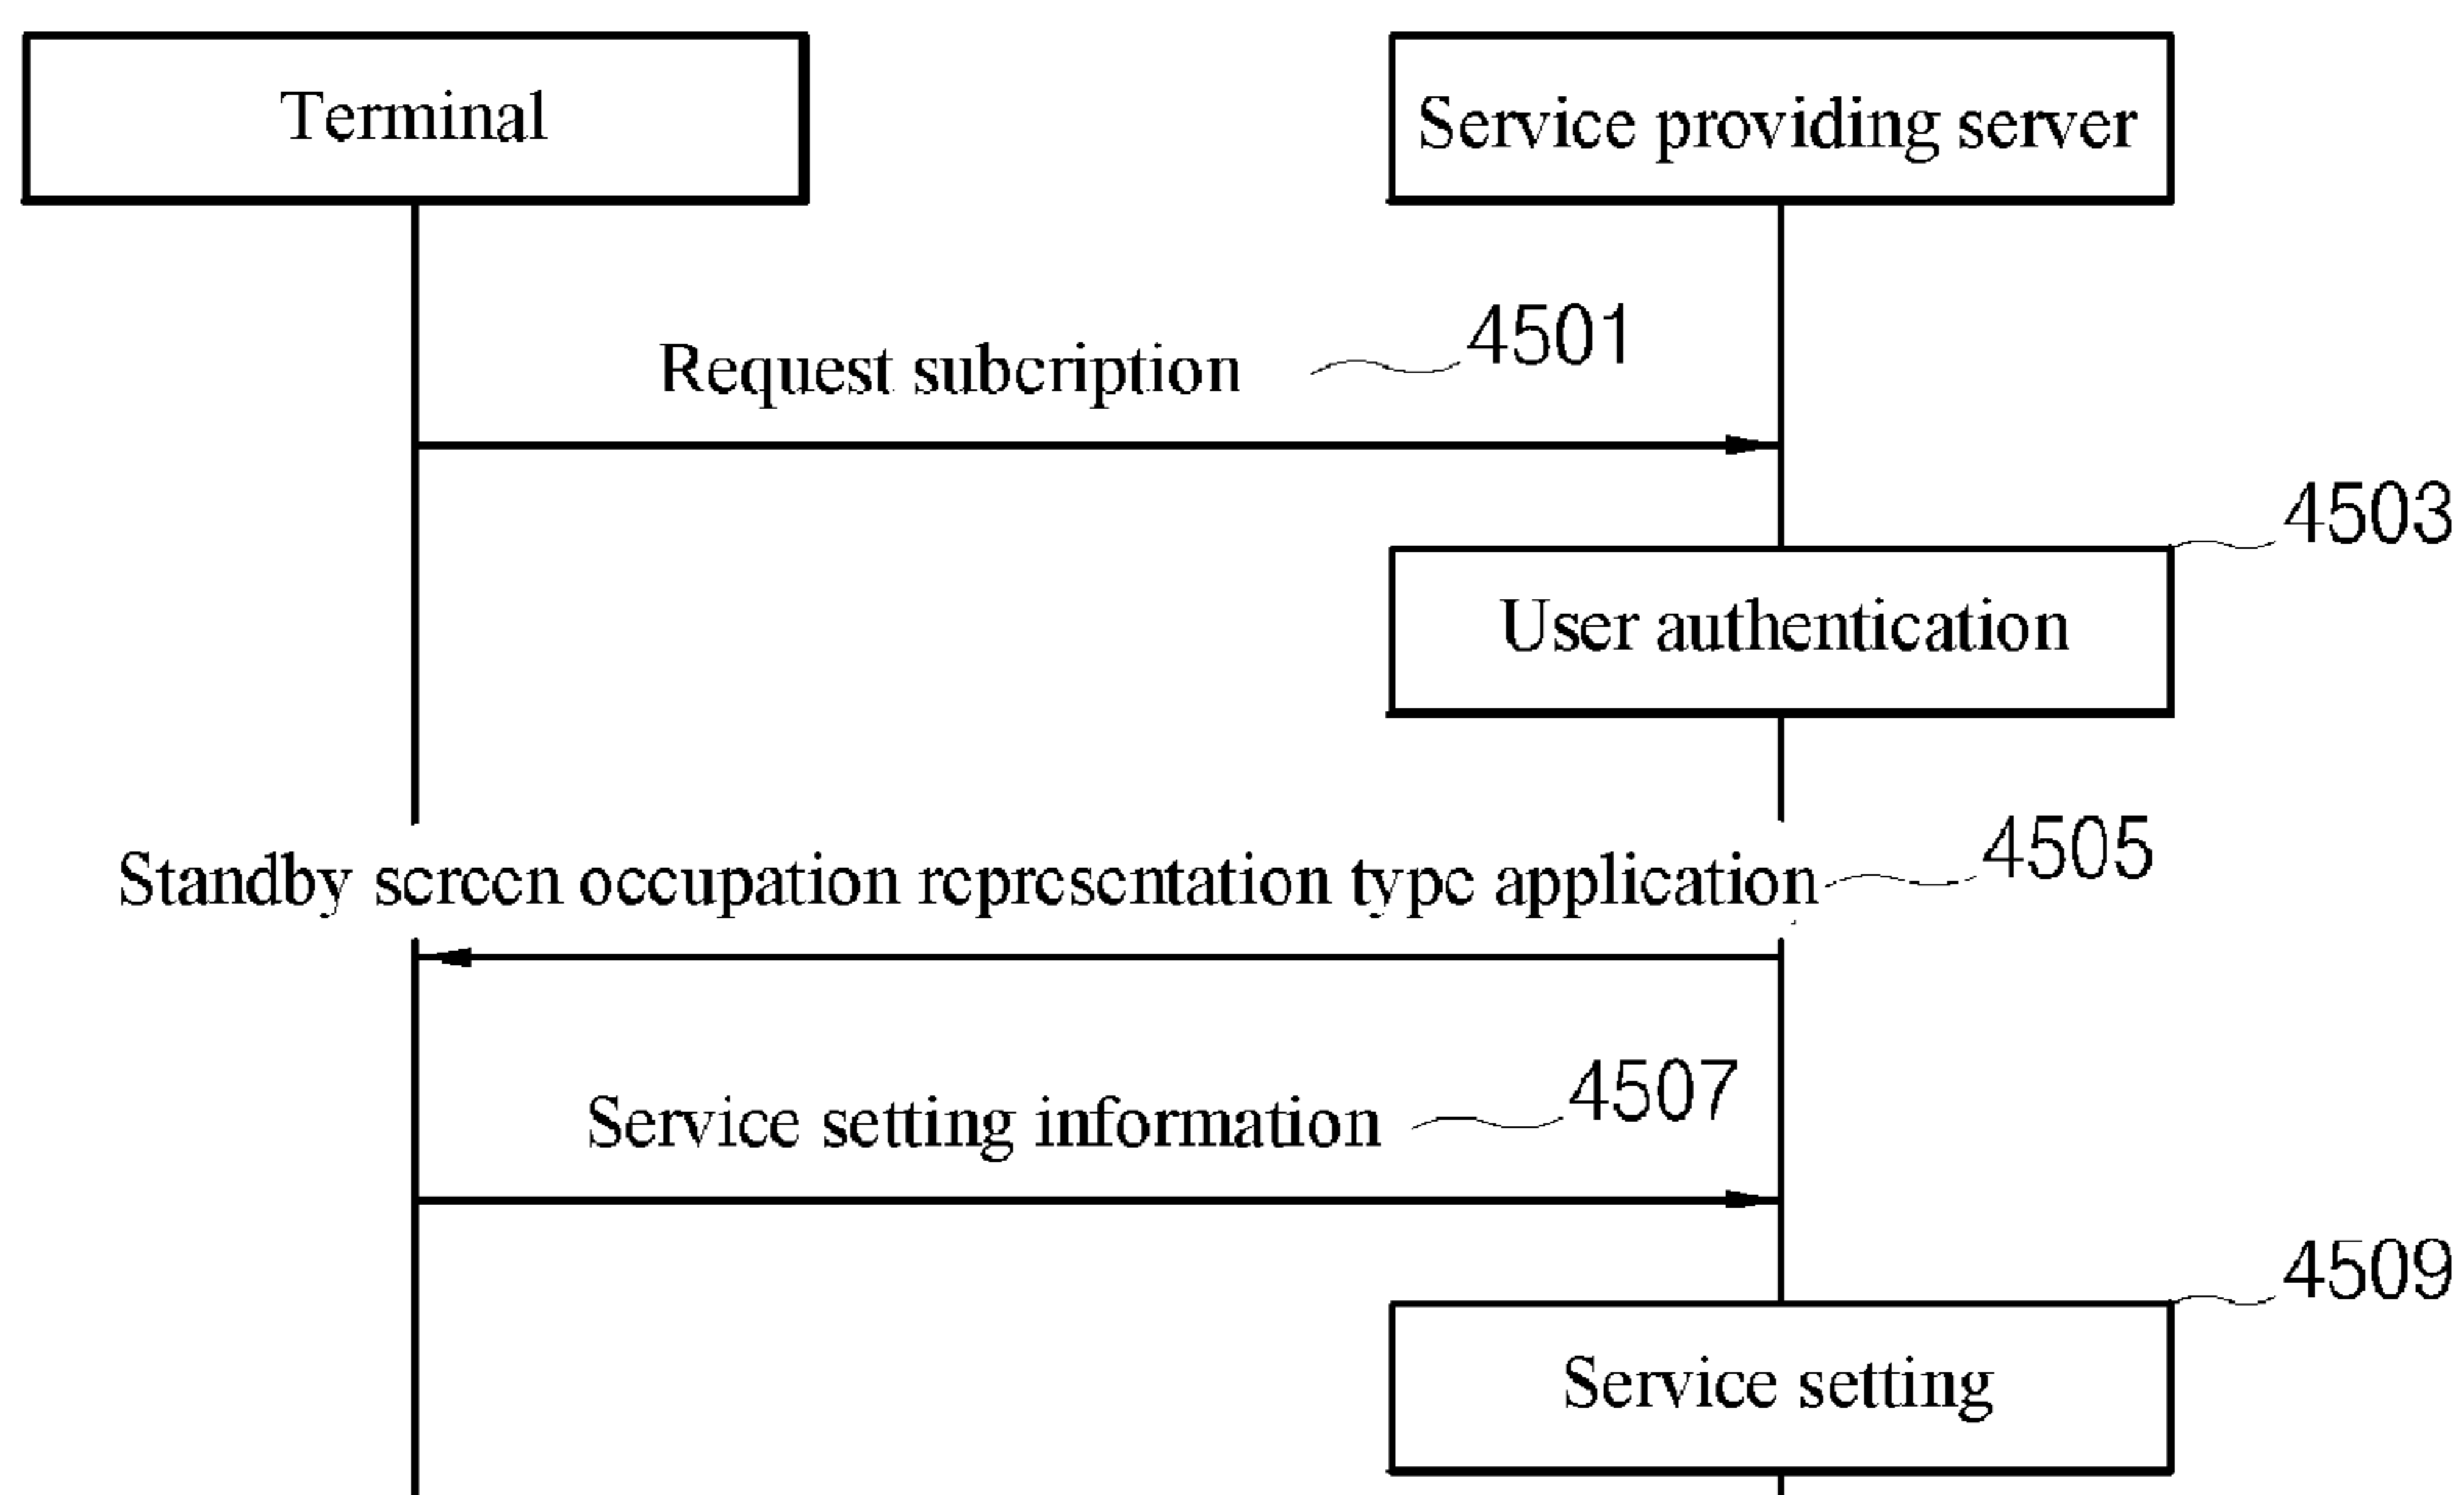 Terminal
Service providing server
Request subcription
4501
4503
User authentication
4505
Standby screen occupation representation type application
4507
Service setting information
4509
Service setting